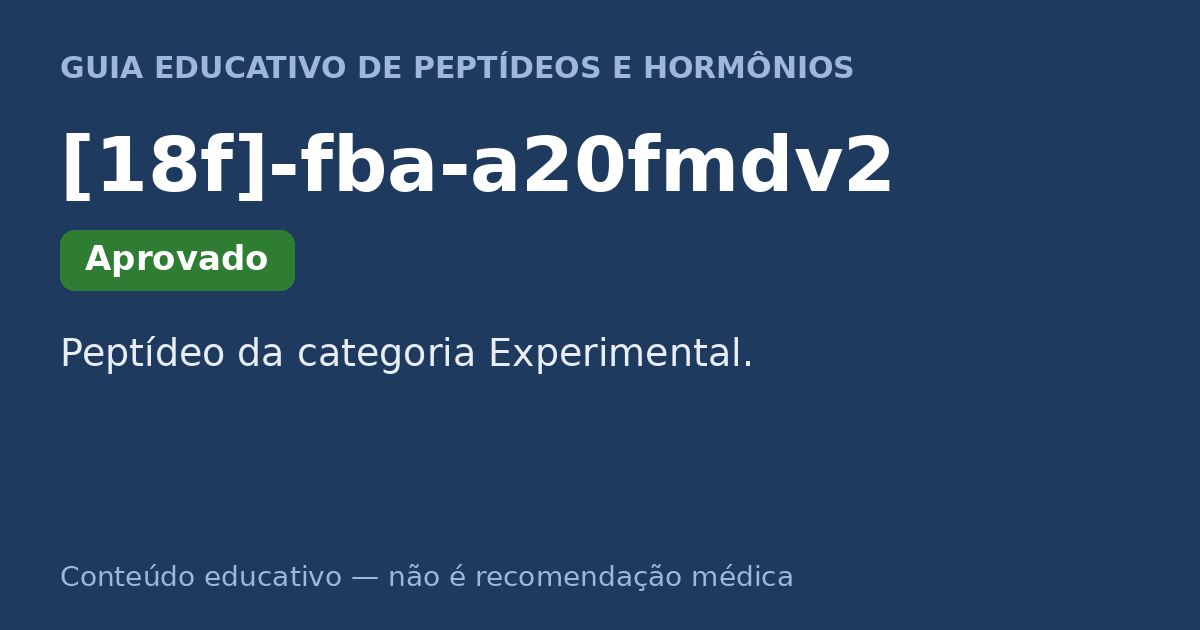 GUIA EDUCATIVO DE PEPTÍDEOS E HORMÔNIOS
[18f]-fba-a20fmdv2
Aprovado
Peptídeo da categoria Experimental.
Conteúdo educativo — não é recomendação médica